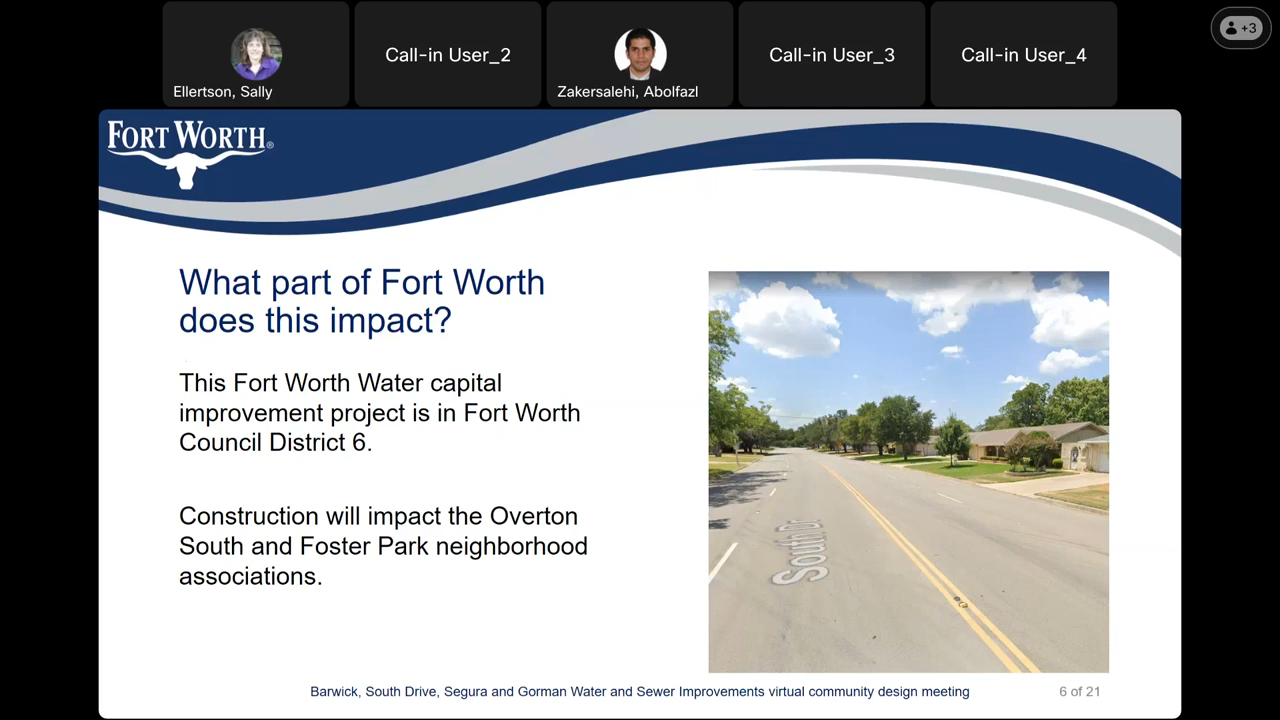 Ellertson, Sally
Call-in User_2
Zakersalehi, Abolfazl
Call-in User_3
Call-in User_4
+3
FORT WORTH®
What part of Fort Worth
does this impact?
This Fort Worth Water capital
improvement project is in Fort Worth
Council District 6.
Construction will impact the Overton
South and Foster Park neighborhood
associations.
South Dr
Barwick, South Drive, Segura and Gorman Water and Sewer Improvements virtual community design meeting
6 of 21